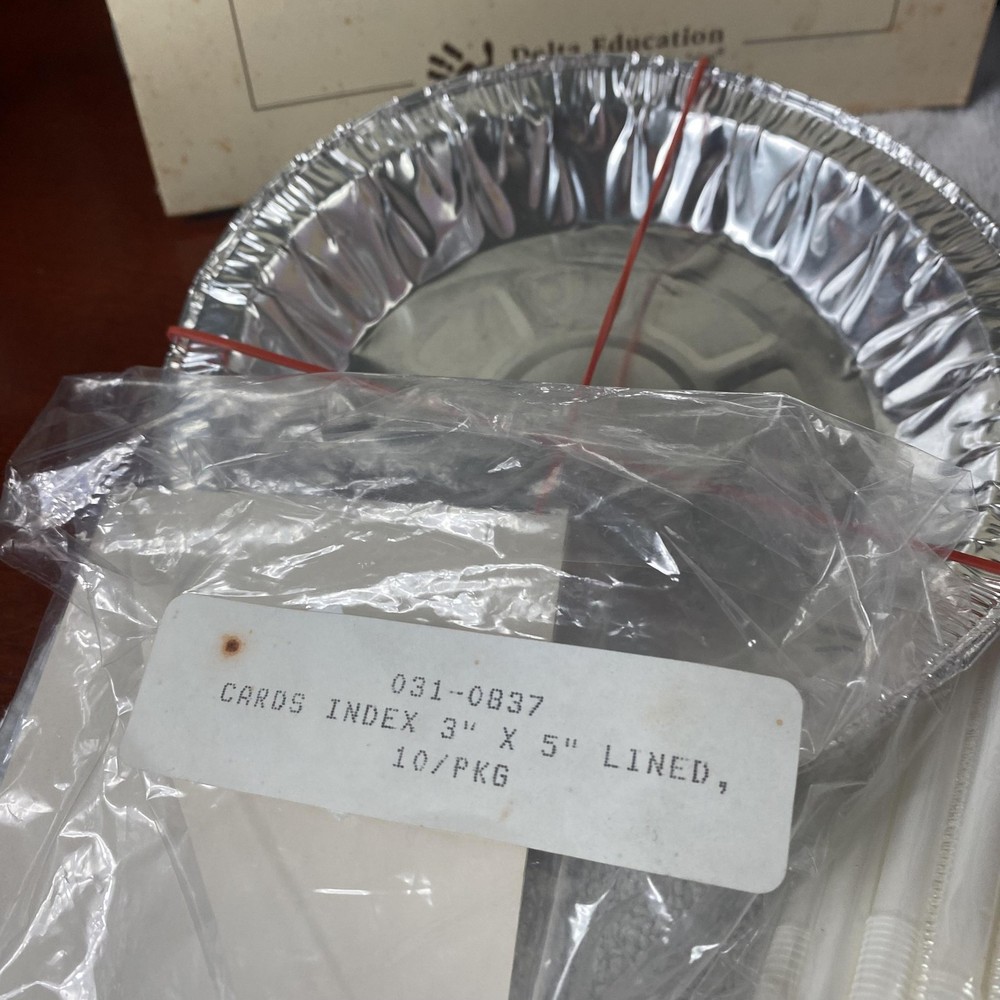 Delta Education
031-0837
CARDS INDEX 3" X 5" LINED,
10/PKG